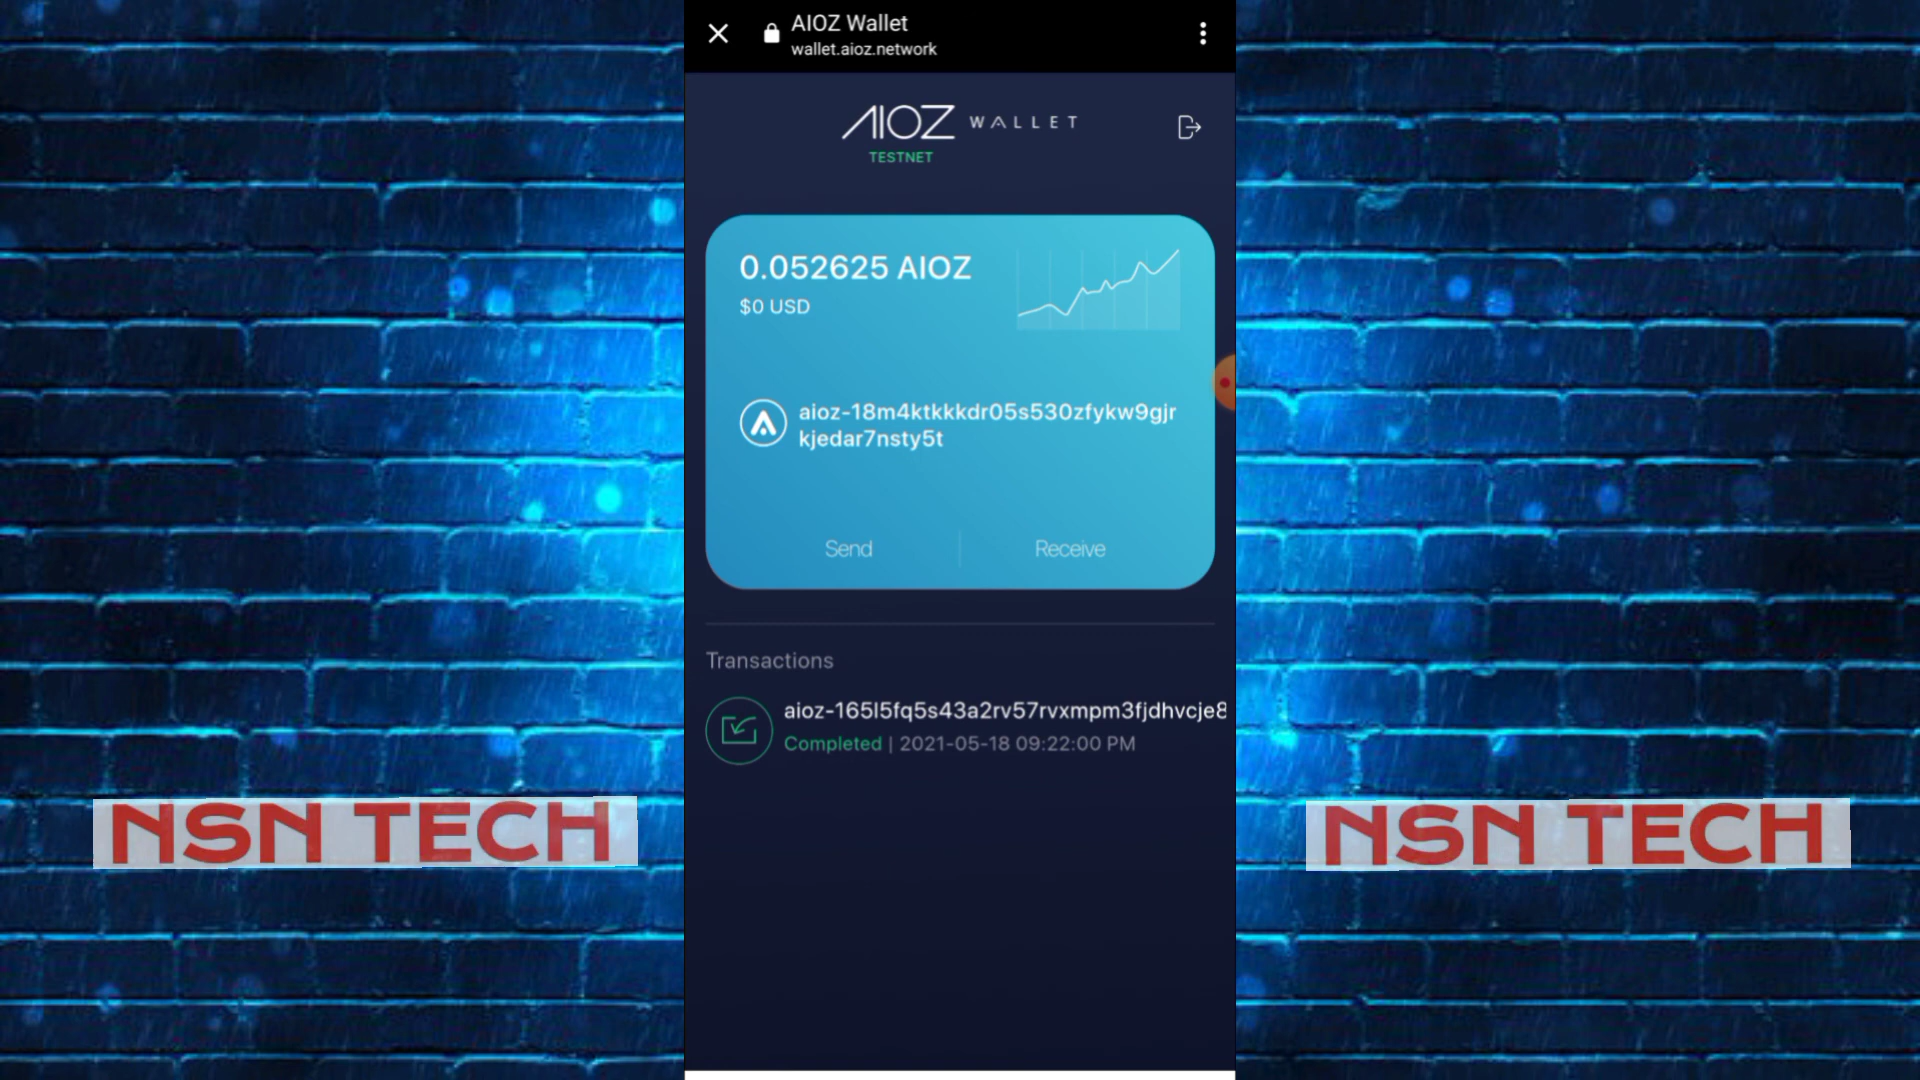 AIOZ Wallet
wallet.aioz.network
AIOZ WALLET
TESTNET
0.052625 AIOZ
$0 USD
aioz-18m4ktkkkdr05s530zfykw9gjr
kjedar7nsty5t
Send
Receive
Transactions
aioz-165l5fq5s43a2rv57rvxmpm3fjdhvcje8
Completed | 2021-05-18 09:22:00 PM
NSN TECH
NSN TECH